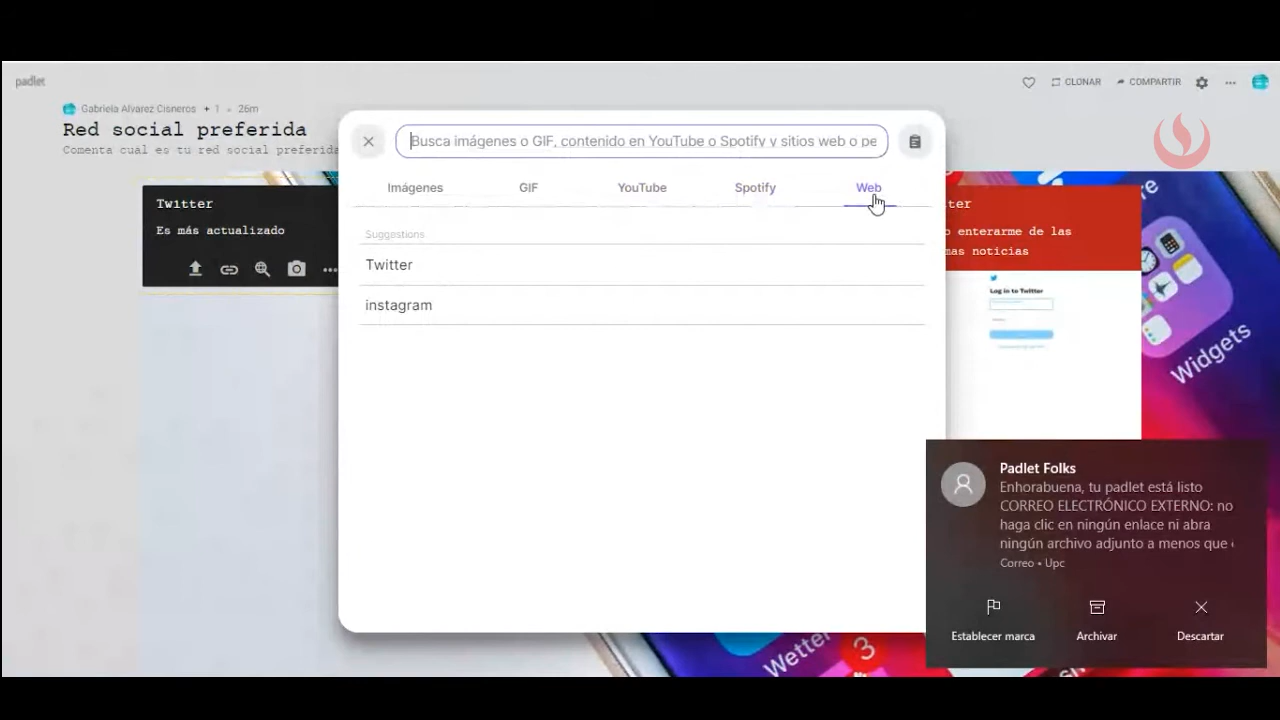 padlet
CLONAR
COMPARTIR
Gabriela Alvarez Cisneros + 1 • 26m
Red social preferida
Comenta cual es tu red social preferida
Busca imágenes o GIF, contenido en YouTube o Spotify y sitios web o pe
Imágenes GIF YouTube Spotify Web
Suggestions
Twitter
instagram
Twitter
Es más actualizado
tter
o enterarme de las
mas noticias
Log in to Twitter
Widgets
Wetter
3
Padlet Folks
Enhorabuena, tu padlet está listo
CORREO ELECTRÓNICO EXTERNO: no
haga clic en ningún enlace ni abra
ningún archivo adjunto a menos que
Correo • Upc
Establecer marca Archivar Descartar